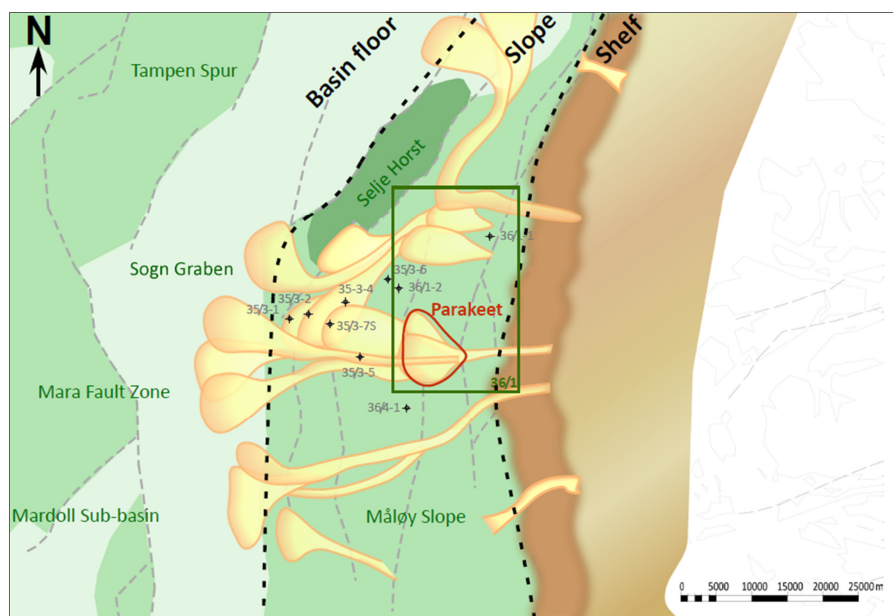 N
Tampen Spur
Basin floor
Slope
Shelf
Selje Horst
Sogn Graben
36/1-1
35/3-6
36/1-2
35-3-4
35/3-2
35/3-1
35/3-7S
Parakeet
35/3-5
36/1
Mara Fault Zone
36/4-1
Mardoll Sub-basin
Måløy Slope
0 5000 10000 15000 20000 25000 m